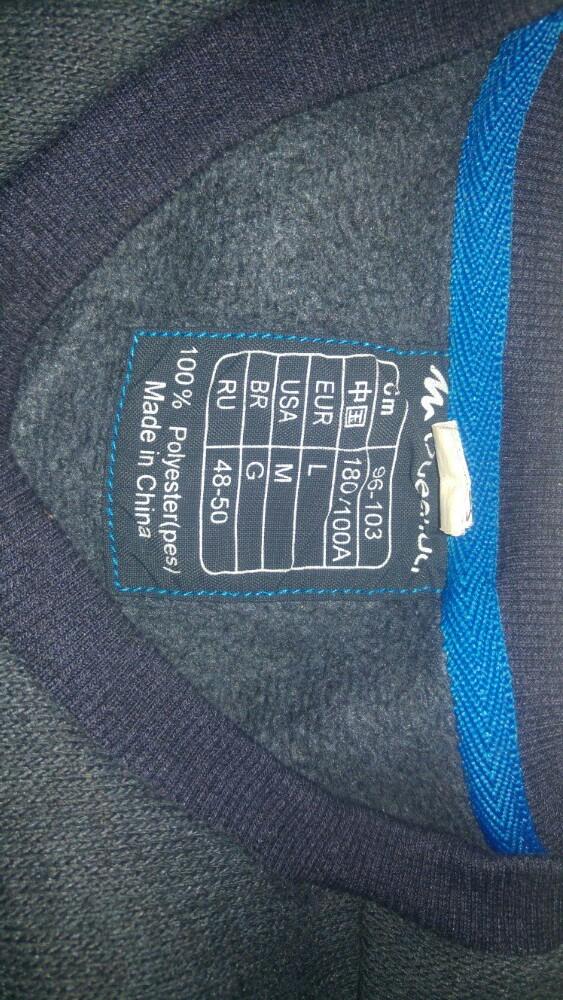 cm 96-103
中国 180/100A
EUR L
USA M
BR G
RU 48-50
100% Polyester(pes)
Made in China